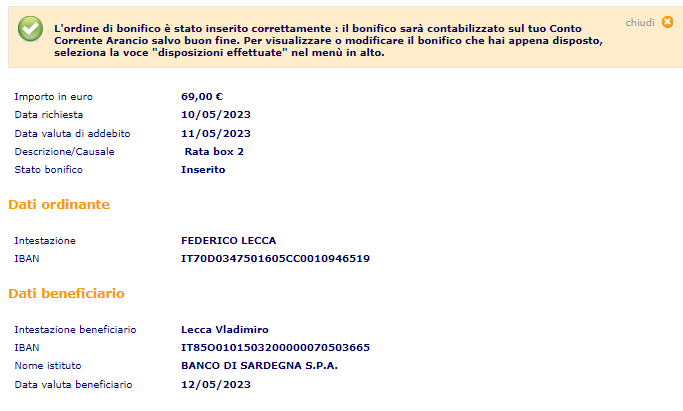 L'ordine di bonifico è stato inserito correttamente : il bonifico sarà contabilizzato sul tuo Conto
Corrente Arancio salvo buon fine. Per visualizzare o modificare il bonifico che hai appena disposto,
seleziona la voce "disposizioni effettuate" nel menù in alto.
chiudi
Importo in euro 69,00 €
Data richiesta 10/05/2023
Data valuta di addebito 11/05/2023
Descrizione/Causale Rata box 2
Stato bonifico Inserito
Dati ordinante
Intestazione FEDERICO LECCA
IBAN IT70D0347501605CC0010946519
Dati beneficiario
Intestazione beneficiario Lecca Vladimiro
IBAN IT85O0101503200000070503665
Nome istituto BANCO DI SARDEGNA S.P.A.
Data valuta beneficiario 12/05/2023